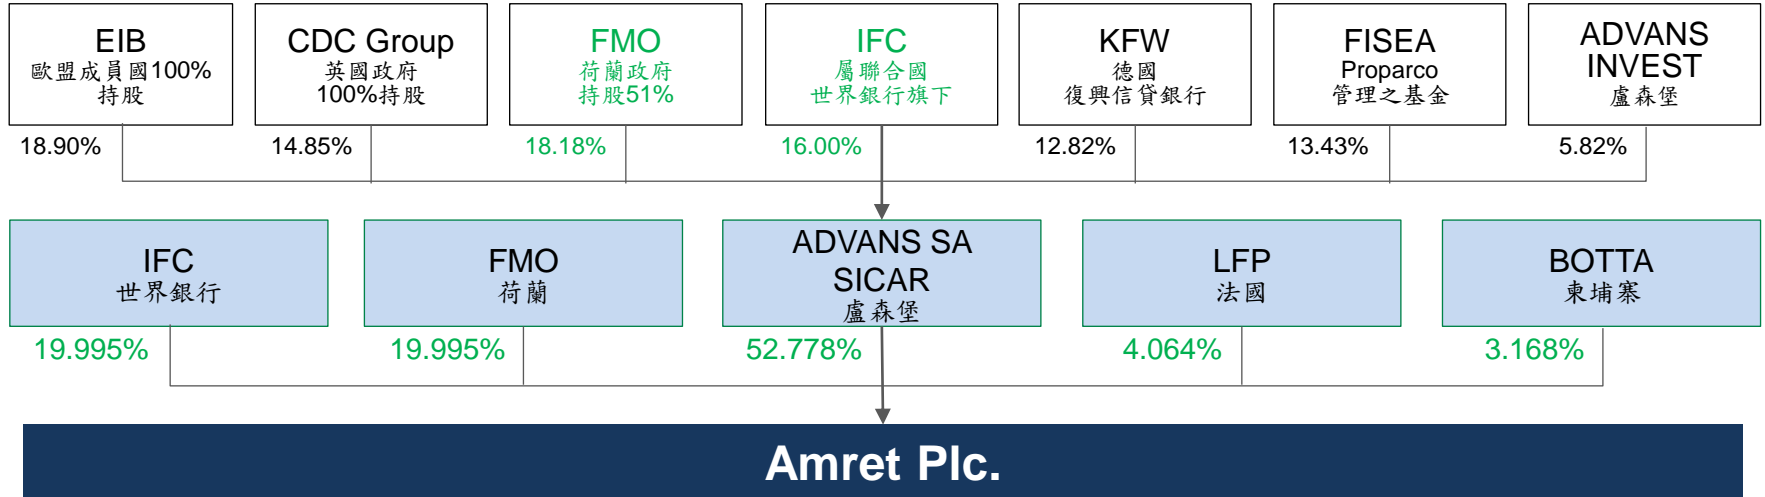 EIB
歐盟成員國100%
持股
CDC Group
英國政府
100%持股
FMO
荷蘭政府
持股51%
IFC
屬聯合國
世界銀行旗下
KFW
德國
復興信貸銀行
FISEA
Proparco
管理之基金
ADVANS
INVEST
盧森堡
18.90%
14.85%
18.18%
16.00%
12.82%
13.43%
5.82%
IFC
世界銀行
FMO
荷蘭
ADVANS SA
SICAR
盧森堡
LFP
法國
BOTTA
柬埔寨
19.995%
19.995%
52.778%
4.064%
3.168%
Amret Plc.